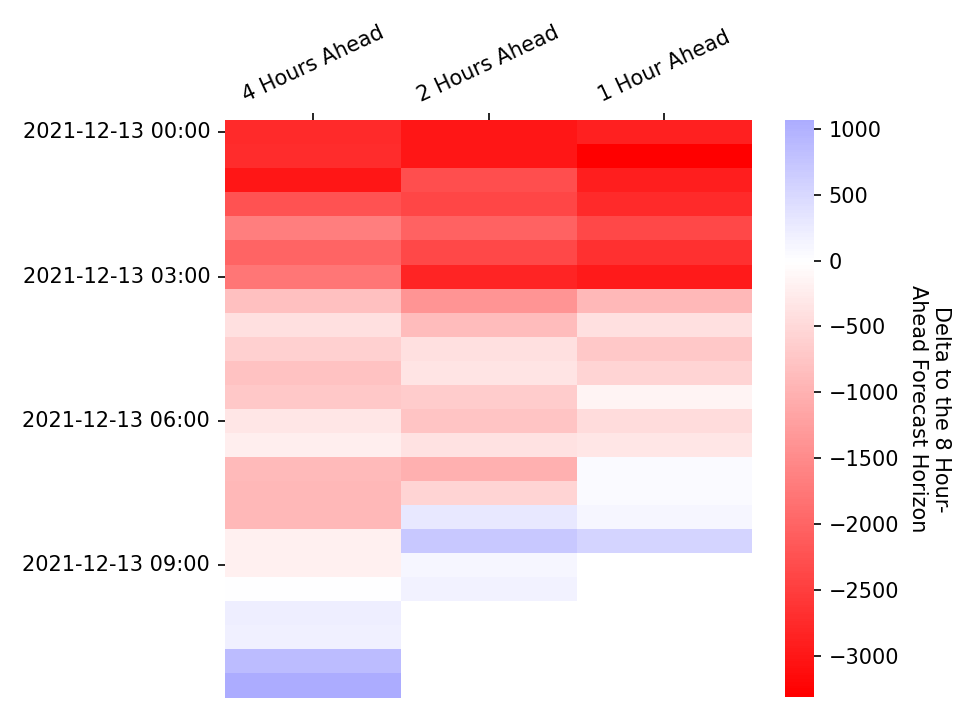 4 Hours Ahead
2 Hours Ahead
1 Hour Ahead
2021-12-13 00:00
2021-12-13 03:00
2021-12-13 06:00
2021-12-13 09:00
1000
500
0
−500
−1000
−1500
−2000
−2500
−3000
Delta to the 8 Hour-
Ahead Forecast Horizon